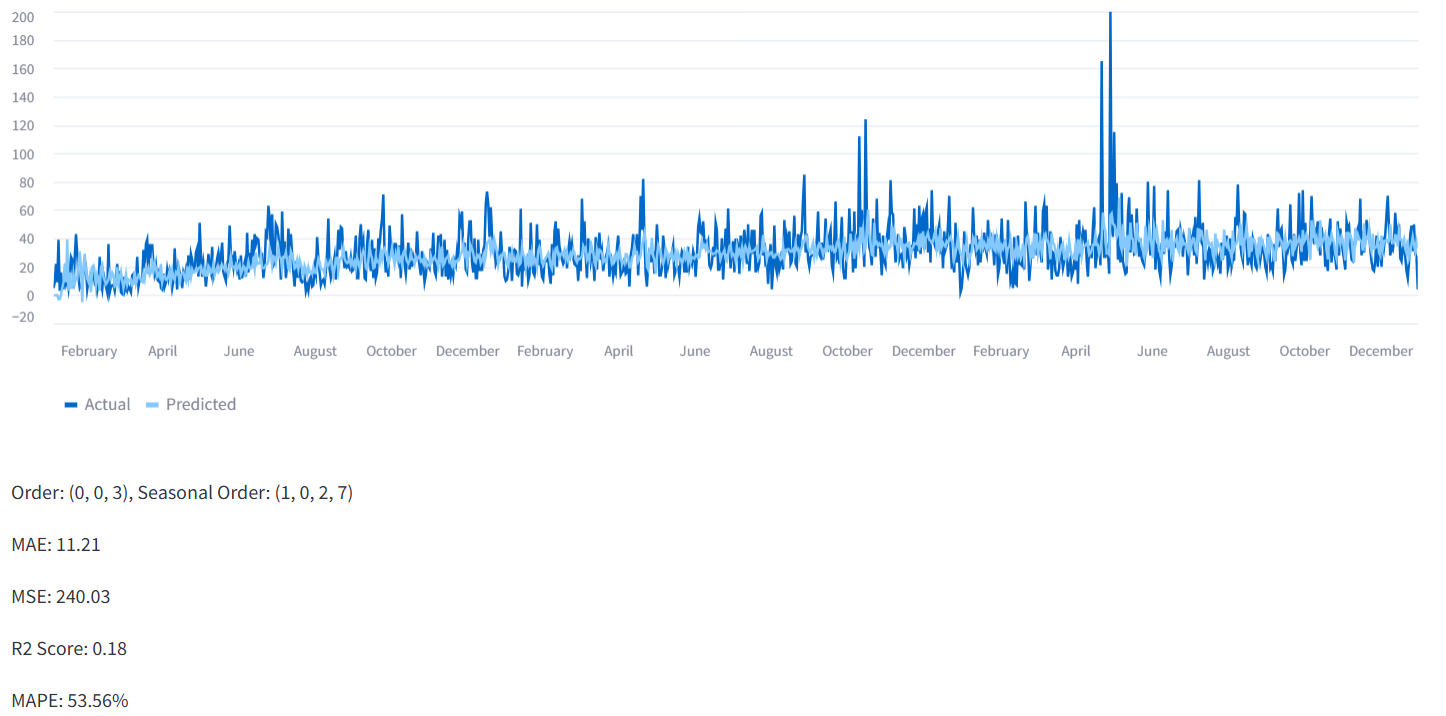 200
180
160
140
120
100
80
60
40
20
0
−20
February April June August October December February April June August October December February April June August October December
Actual Predicted
Order: (0, 0, 3), Seasonal Order: (1, 0, 2, 7)
MAE: 11.21
MSE: 240.03
R2 Score: 0.18
MAPE: 53.56%